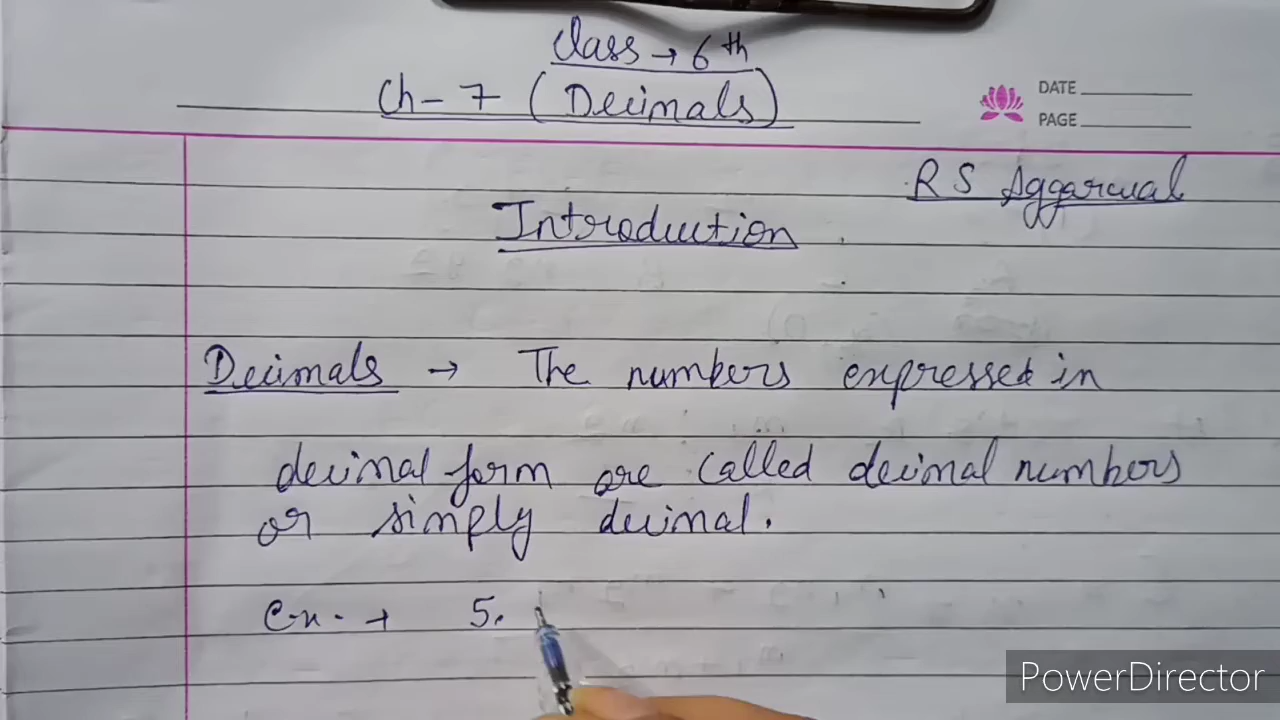 Class → 6th
Ch- 7 (Decimals)
DATE
PAGE
R S Aggarwal
Introduction
Decimals → The numbers expressed in
decimal form are called decimal numbers
or simply decimal.
ex. → 5.
PowerDirector